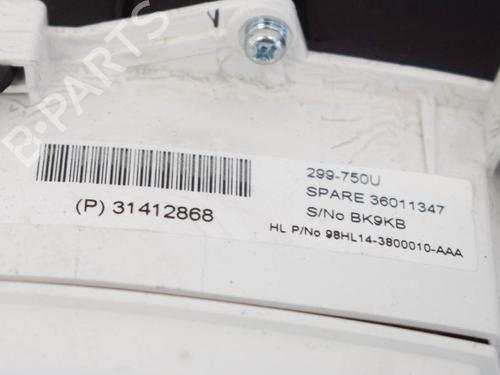 299-750U
SPARE 36011347
S/No BK9KB
HL P/No 98HL14-3800010-AAA
(P) 31412868
B-PARTS